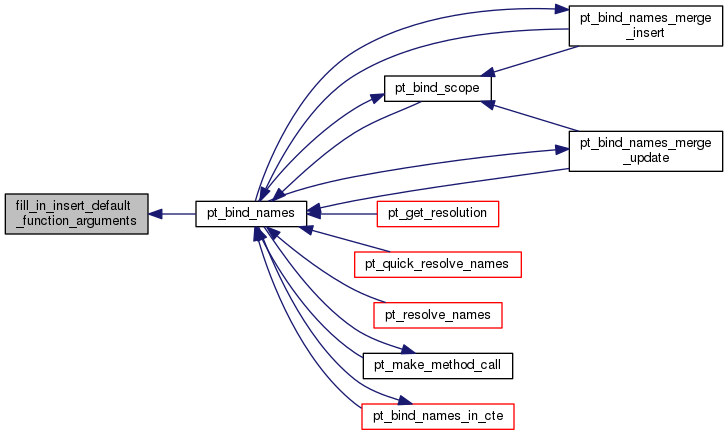 pt_bind_names_merge
_insert
pt_bind_scope
pt_bind_names_merge
_update
fill_in_insert_default
_function_arguments
pt_bind_names
pt_get_resolution
pt_quick_resolve_names
pt_resolve_names
pt_make_method_call
pt_bind_names_in_cte